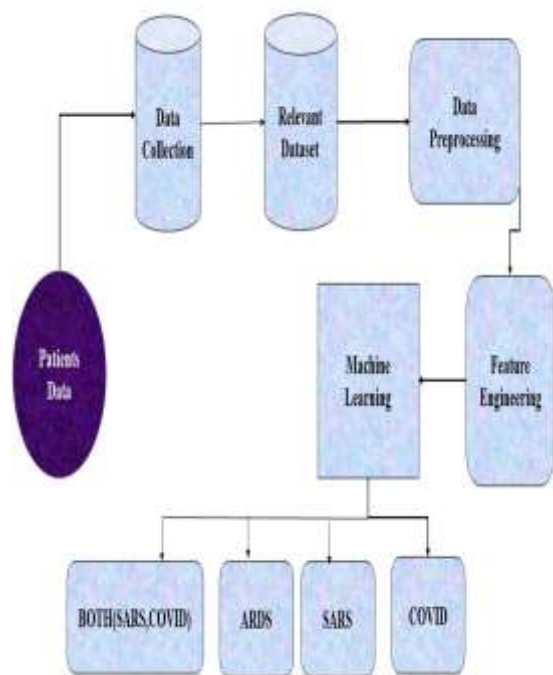 Data
Collection
Relevant
Dataset
Data
Preprocessing
Patients
Data
Machine
Learning
Feature
Engineering
BOTH(SARS,COVID)
ARDS
SARS
COVID